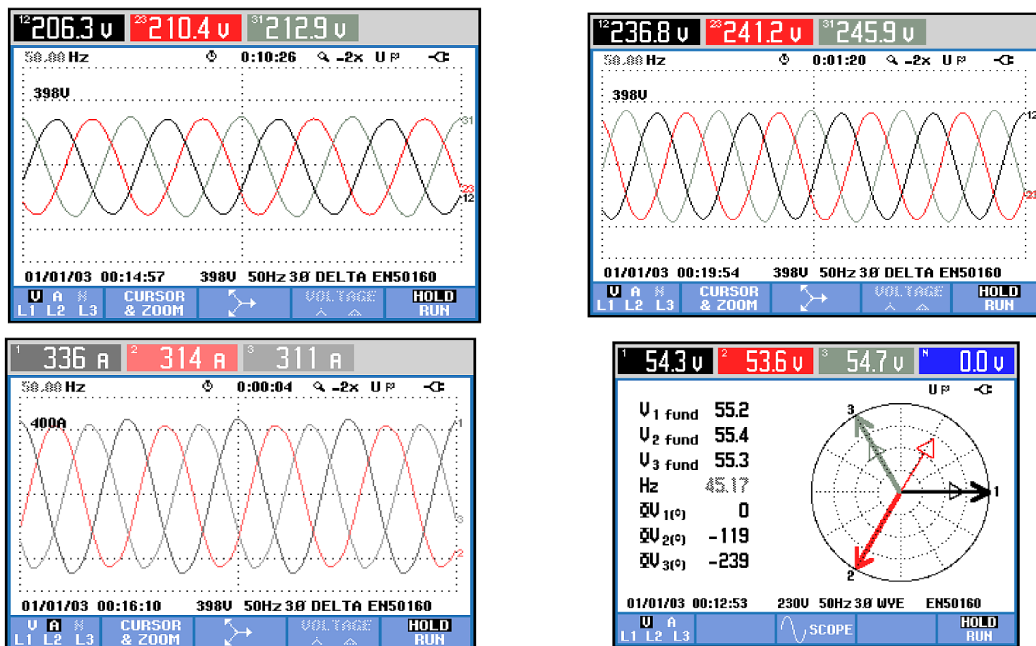 12 206.3 V 23 210.4 V 31 212.9 V
50.00 Hz 0:10:26 -2x U
398V
31
23
12
01/01/03 00:14:57 398V 50Hz 3Ø DELTA EN50160
V A N
L1 L2 L3
CURSOR
& ZOOM
VOLTAGE
HOLD
RUN
12 236.8 V 23 241.2 V 31 245.9 V
50.00 Hz 0:01:20 -2x U
398V
12
23
01/01/03 00:19:54 398V 50Hz 3Ø DELTA EN50160
V A N
L1 L2 L3
CURSOR
& ZOOM
VOLTAGE
HOLD
RUN
1 336 A 2 314 A 3 311 A
50.00 Hz 0:00:04 -2x U
400A
1
3
2
01/01/03 00:16:10 398V 50Hz 3Ø DELTA EN50160
V A N
L1 L2 L3
CURSOR
& ZOOM
VOLTAGE
HOLD
RUN
1 54.3 V 2 53.6 V 3 54.7 V N 0.0 V
U
V1 fund 55.2
V2 fund 55.4
V3 fund 55.3
Hz 45.17
ΦV1(°) 0
ΦV2(°) -119
ΦV3(°) -239
3
1
2
01/01/03 00:12:53 230V 50Hz 3Ø WYE EN50160
V A
L1 L2 L3
SCOPE
HOLD
RUN